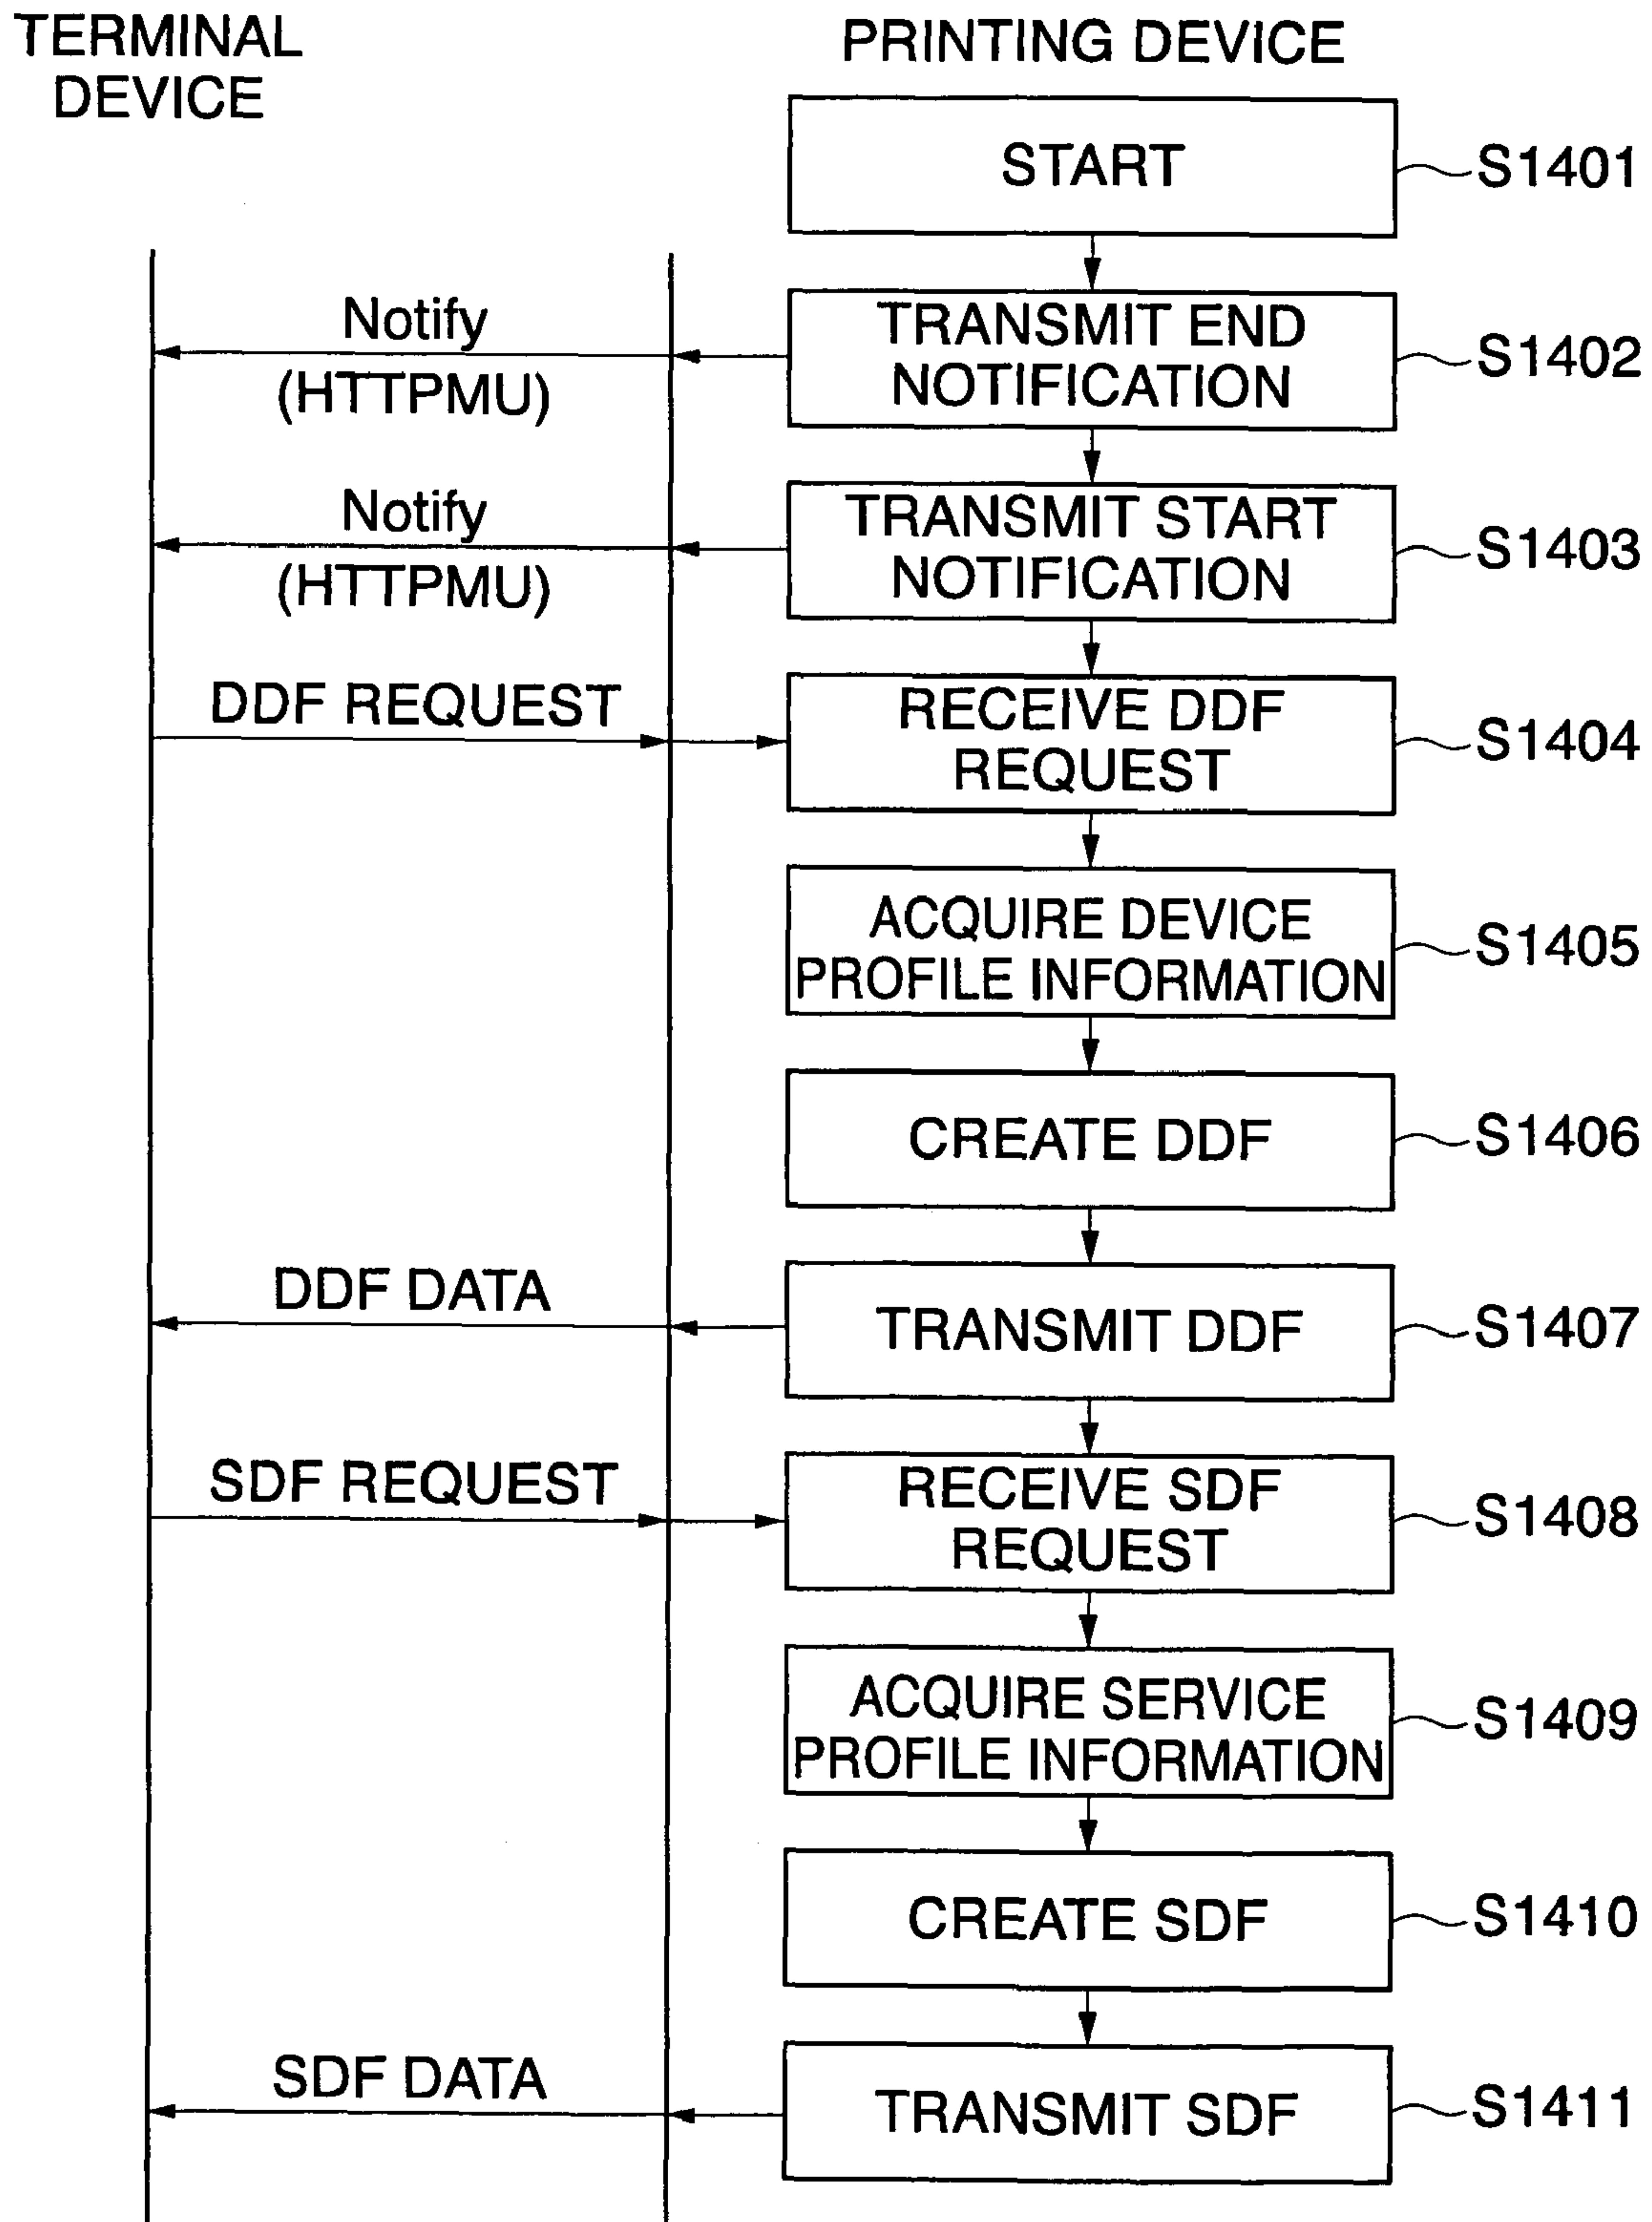 TERMINAL
DEVICE
PRINTING DEVICE
START
S1401
Notify
(HTTPMU)
TRANSMIT END
NOTIFICATION
S1402
Notify
(HTTPMU)
TRANSMIT START
NOTIFICATION
S1403
DDF REQUEST
RECEIVE DDF
REQUEST
S1404
ACQUIRE DEVICE
PROFILE INFORMATION
S1405
CREATE DDF
S1406
DDF DATA
TRANSMIT DDF
S1407
SDF REQUEST
RECEIVE SDF
REQUEST
S1408
ACQUIRE SERVICE
PROFILE INFORMATION
S1409
CREATE SDF
S1410
SDF DATA
TRANSMIT SDF
S1411